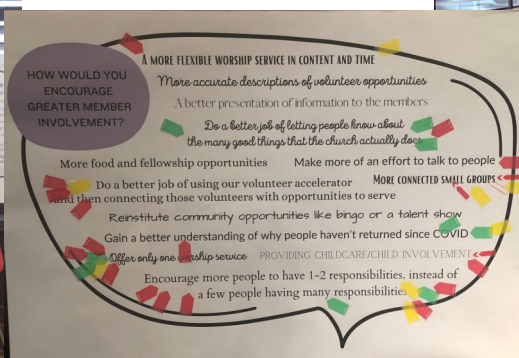 HOW WOULD YOU
ENCOURAGE
GREATER MEMBER
INVOLVEMENT?
A MORE FLEXIBLE WORSHIP SERVICE IN CONTENT AND TIME
More accurate descriptions of volunteer opportunities
A better presentation of information to the members
Do a better job of letting people know about
the many good things that the church actually does
More food and fellowship opportunities
Make more of an effort to talk to people
Do a better job of using our volunteer accelerator
MORE CONNECTED SMALL GROUPS
and then connecting those volunteers with opportunities to serve
Reinstitute community opportunities like bingo or a talent show
Gain a better understanding of why people haven't returned since COVID
Offer only one worship service
PROVIDING CHILDCARE/CHILD INVOLVEMENT
Encourage more people to have 1-2 responsibilities, instead of
a few people having many responsibilities